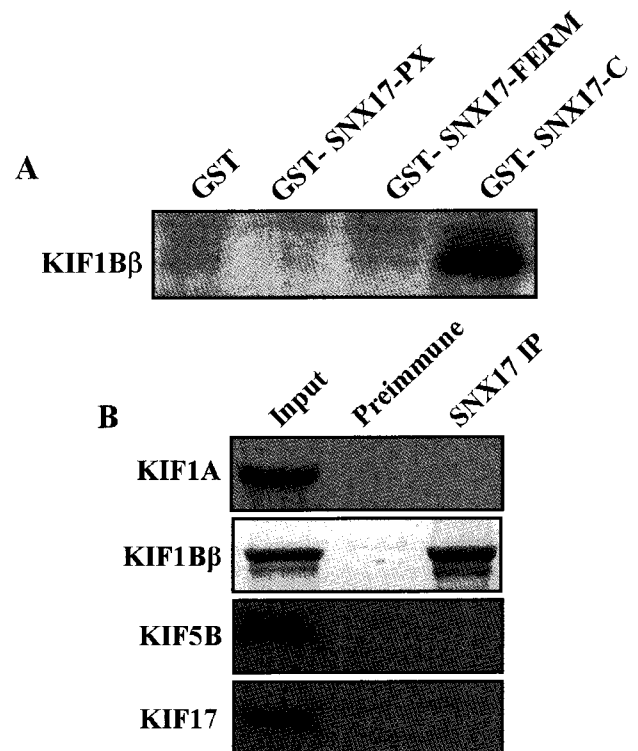 A
GST
GST- SNX17-PX
GST- SNX17-FERM
GST- SNX17-C
KIF1Bβ
B
Input
Preimmune
SNX17 IP
KIF1A
KIF1Bβ
KIF5B
KIF17